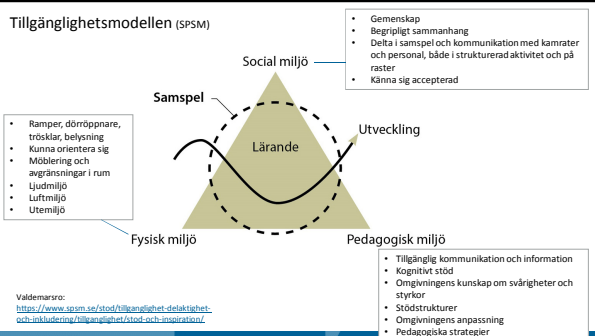 Tillgänglighetsmodellen (SPSM)
• Gemenskap
• Begripligt sammanhang
• Delta i samspel och kommunikation med kamrater
och personal, både i strukturerad aktivitet och på
raster
• Känna sig accepterad
Social miljö
Samspel
• Ramper, dörröppnare,
trösklar, belysning
• Kunna orientera sig
• Möblering och
avgränsningar i rum
• Ljudmiljö
• Luftmiljö
• Utemiljö
Utveckling
Lärande
Fysisk miljö
Pedagogisk miljö
• Tillgänglig kommunikation och information
• Kognitivt stöd
• Omgivningens kunskap om svårigheter och
styrkor
• Stödstrukturer
• Omgivningens anpassning
• Pedagogiska strategier
Valdemarsro:
https://www.spsm.se/stod/tillganglighet-delaktighet-
och-inkludering/tillganglighet/stod-och-inspiration/